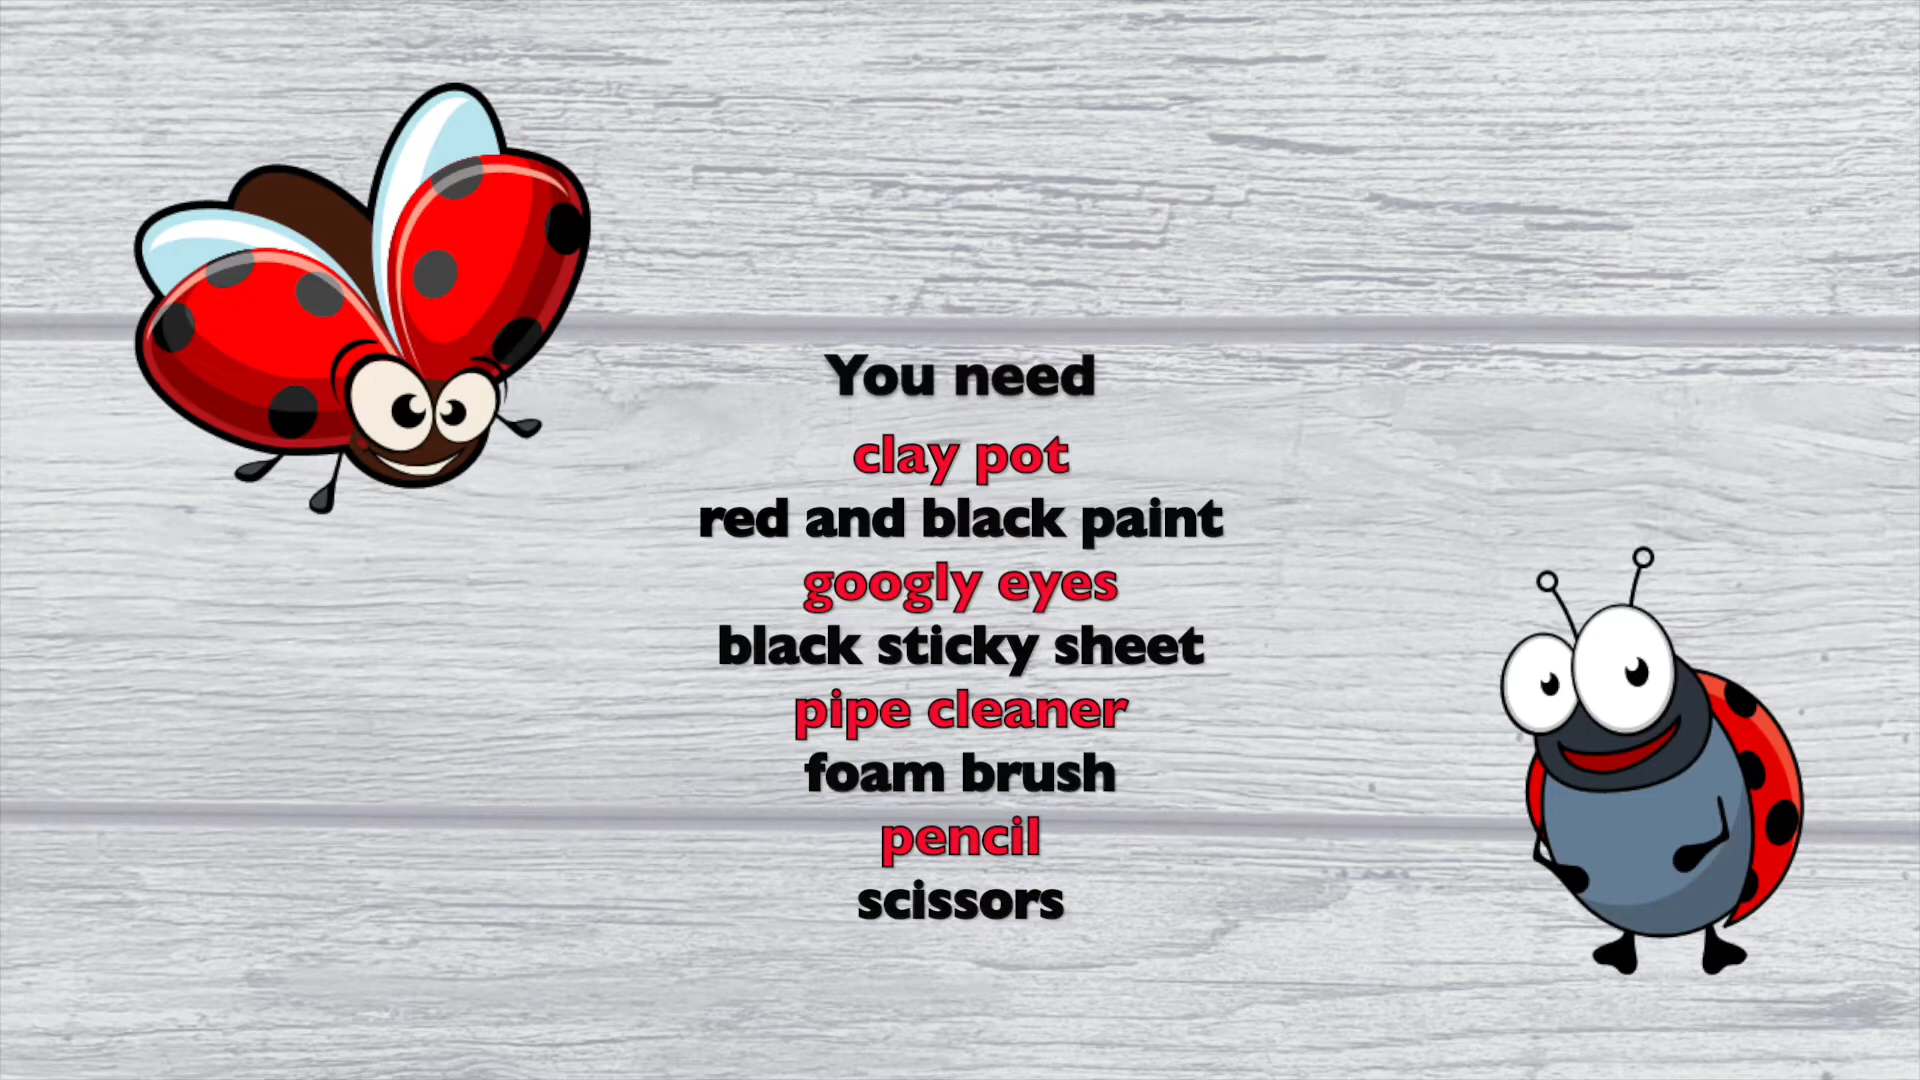 You need
clay pot
red and black paint
googly eyes
black sticky sheet
pipe cleaner
foam brush
pencil
scissors